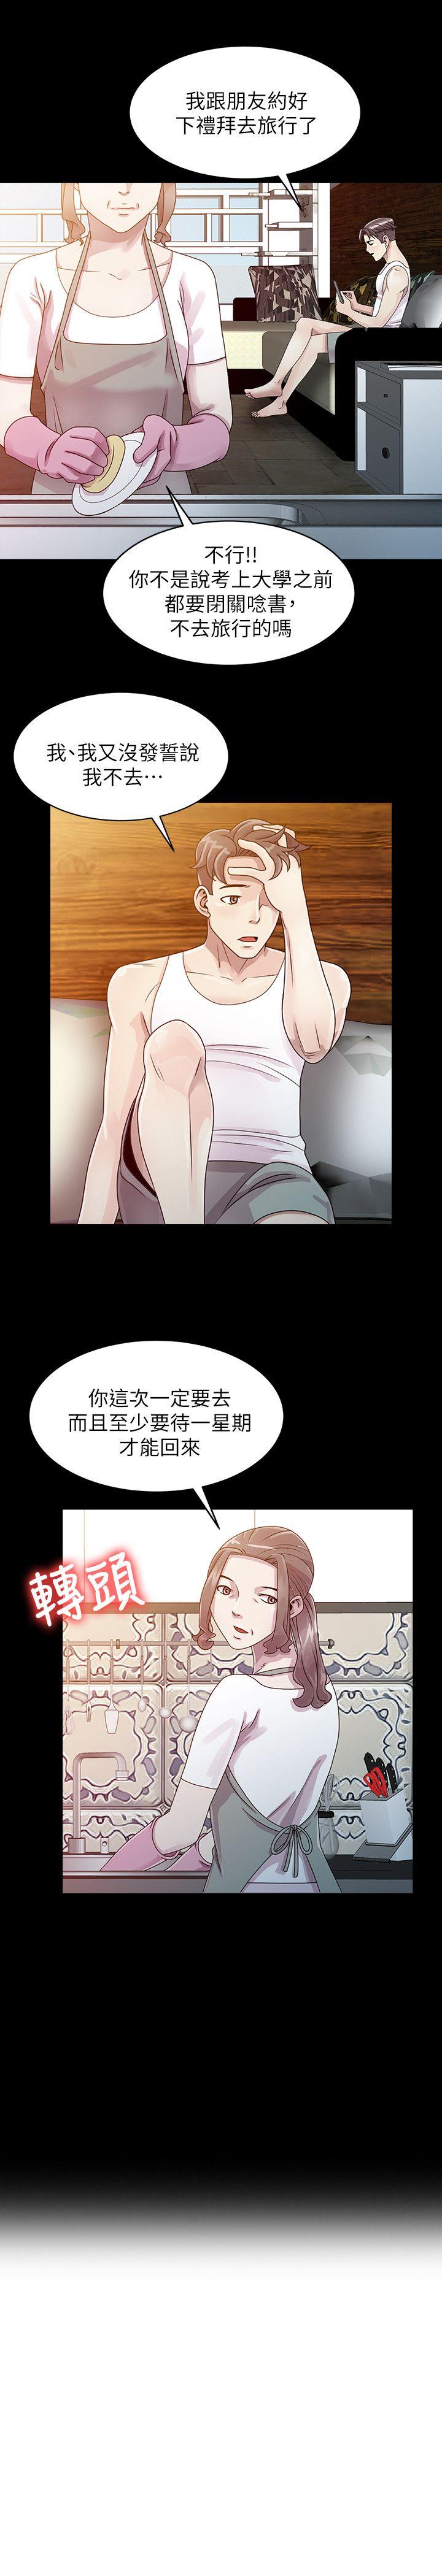 我跟朋友約好
下禮拜去旅行了
不行!!
你不是說考上大學之前
都要閉關唸書,
不去旅行的嗎
我、我又沒發誓說
我不去…
你這次一定要去
而且至少要待一星期
才能回來
轉頭